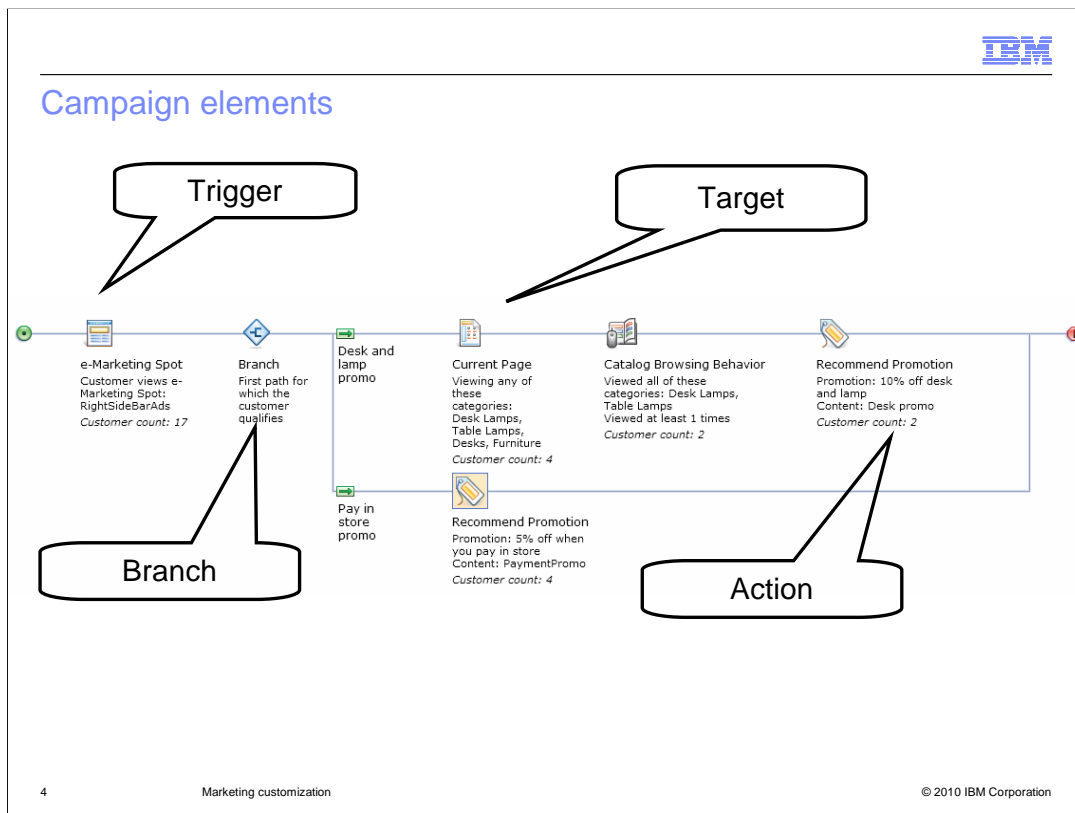 IBM
Campaign elements
Trigger
Target
e-Marketing Spot
Customer views e-
Marketing Spot:
RightSideBarAds
Customer count: 17
Branch
First path for
which the
customer
qualifies
Desk and
lamp
promo
Current Page
Viewing any of
these
categories:
Desk Lamps,
Table Lamps,
Desks, Furniture
Customer count: 4
Catalog Browsing Behavior
Viewed all of these
categories: Desk Lamps,
Table Lamps
Viewed at least 1 times
Customer count: 2
Recommend Promotion
Promotion: 10% off desk
and lamp
Content: Desk promo
Customer count: 2
Pay in
store
promo
Recommend Promotion
Promotion: 5% off when
you pay in store
Content: PaymentPromo
Customer count: 4
Branch
Action
4
Marketing customization
© 2010 IBM Corporation